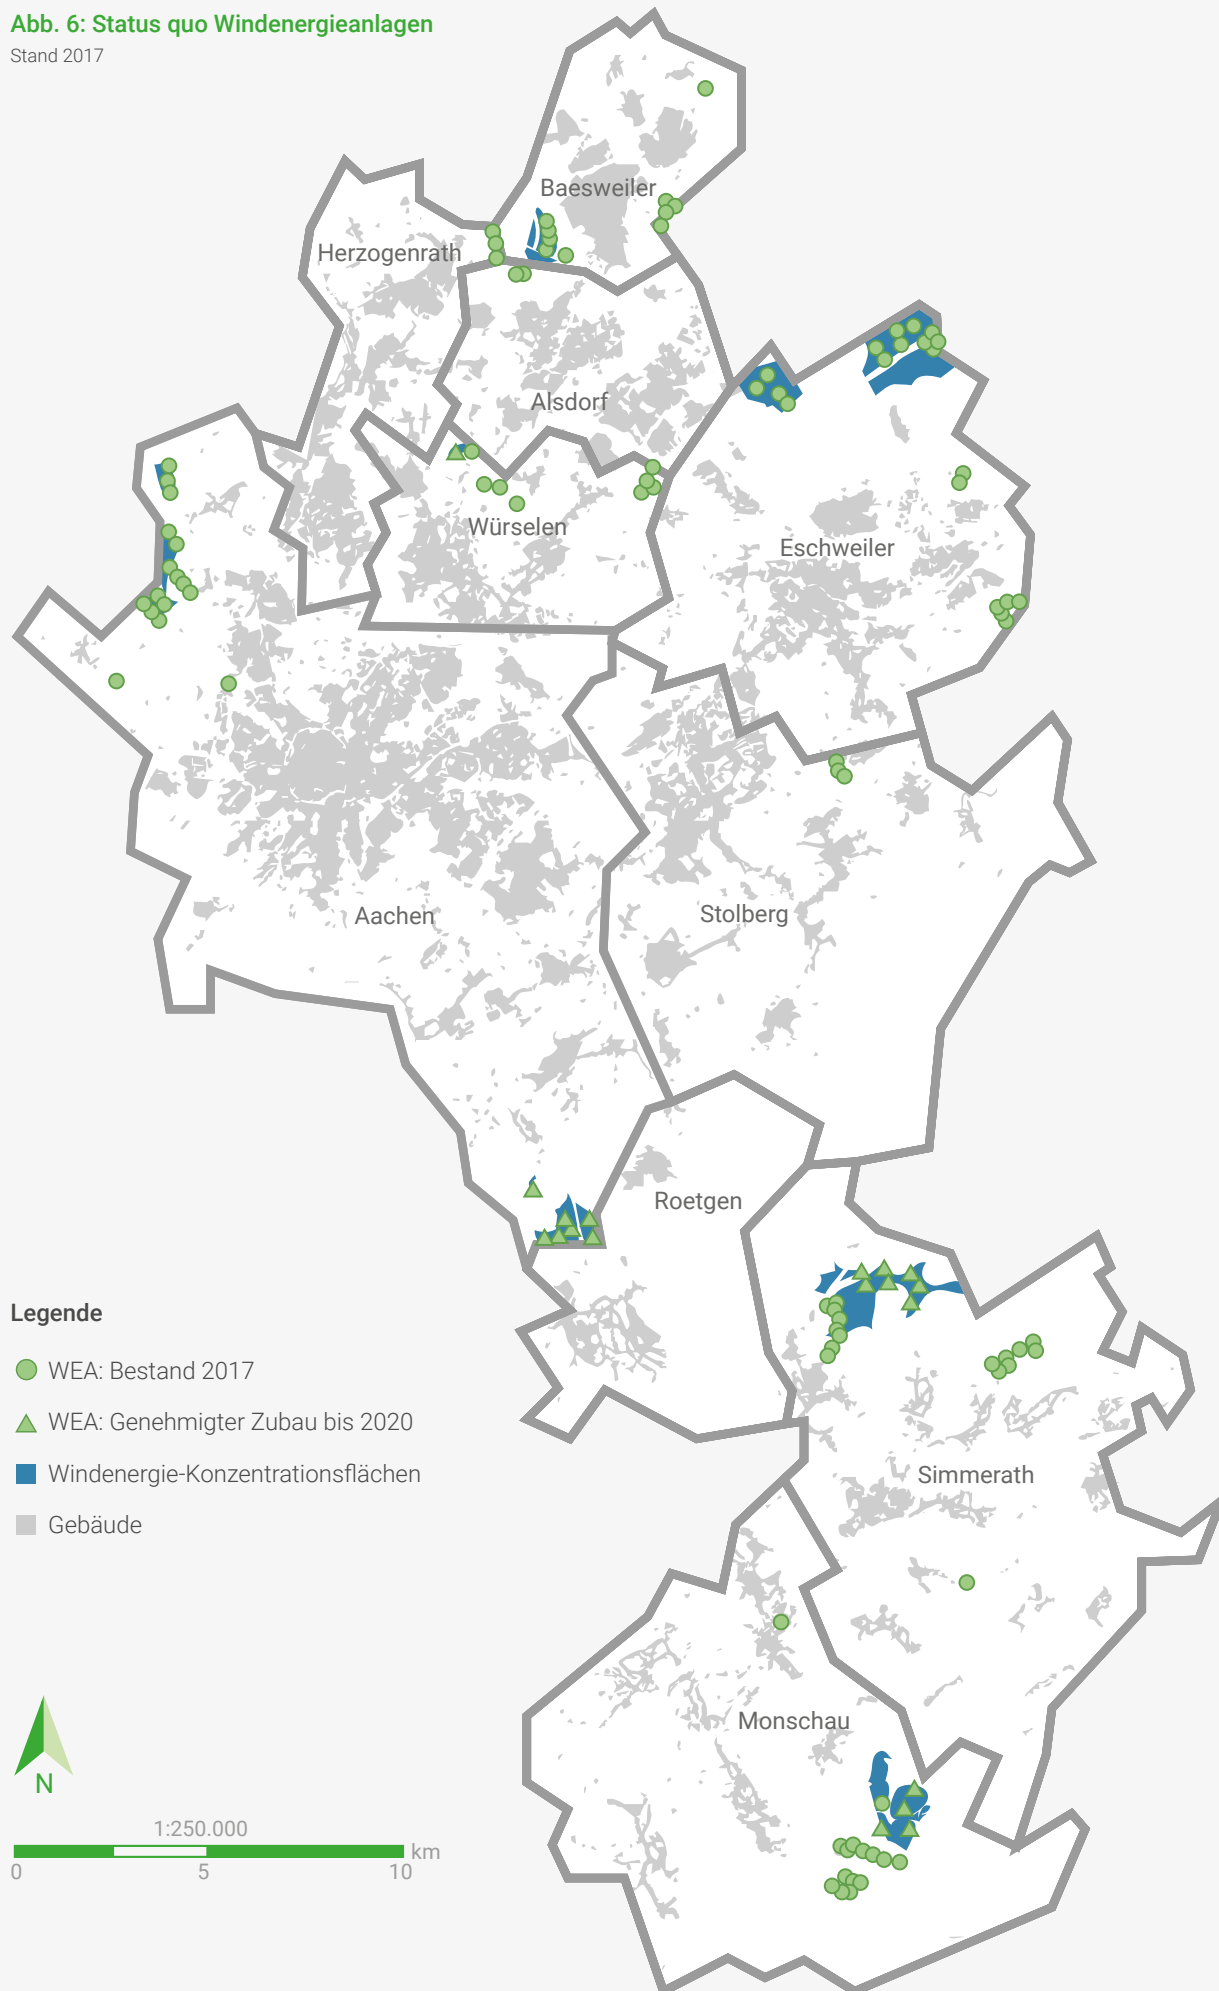 Abb. 6: Status quo Windenergieanlagen
Stand 2017
Baesweiler
Herzogenrath
Alsdorf
Würselen
Eschweiler
Aachen
Stolberg
Roetgen
Legende
WEA: Bestand 2017
WEA: Genehmigter Zubau bis 2020
Windenergie-Konzentrationsflächen
Gebäude
Simmerath
Monschau
N
1:250.000
km
0 5 10